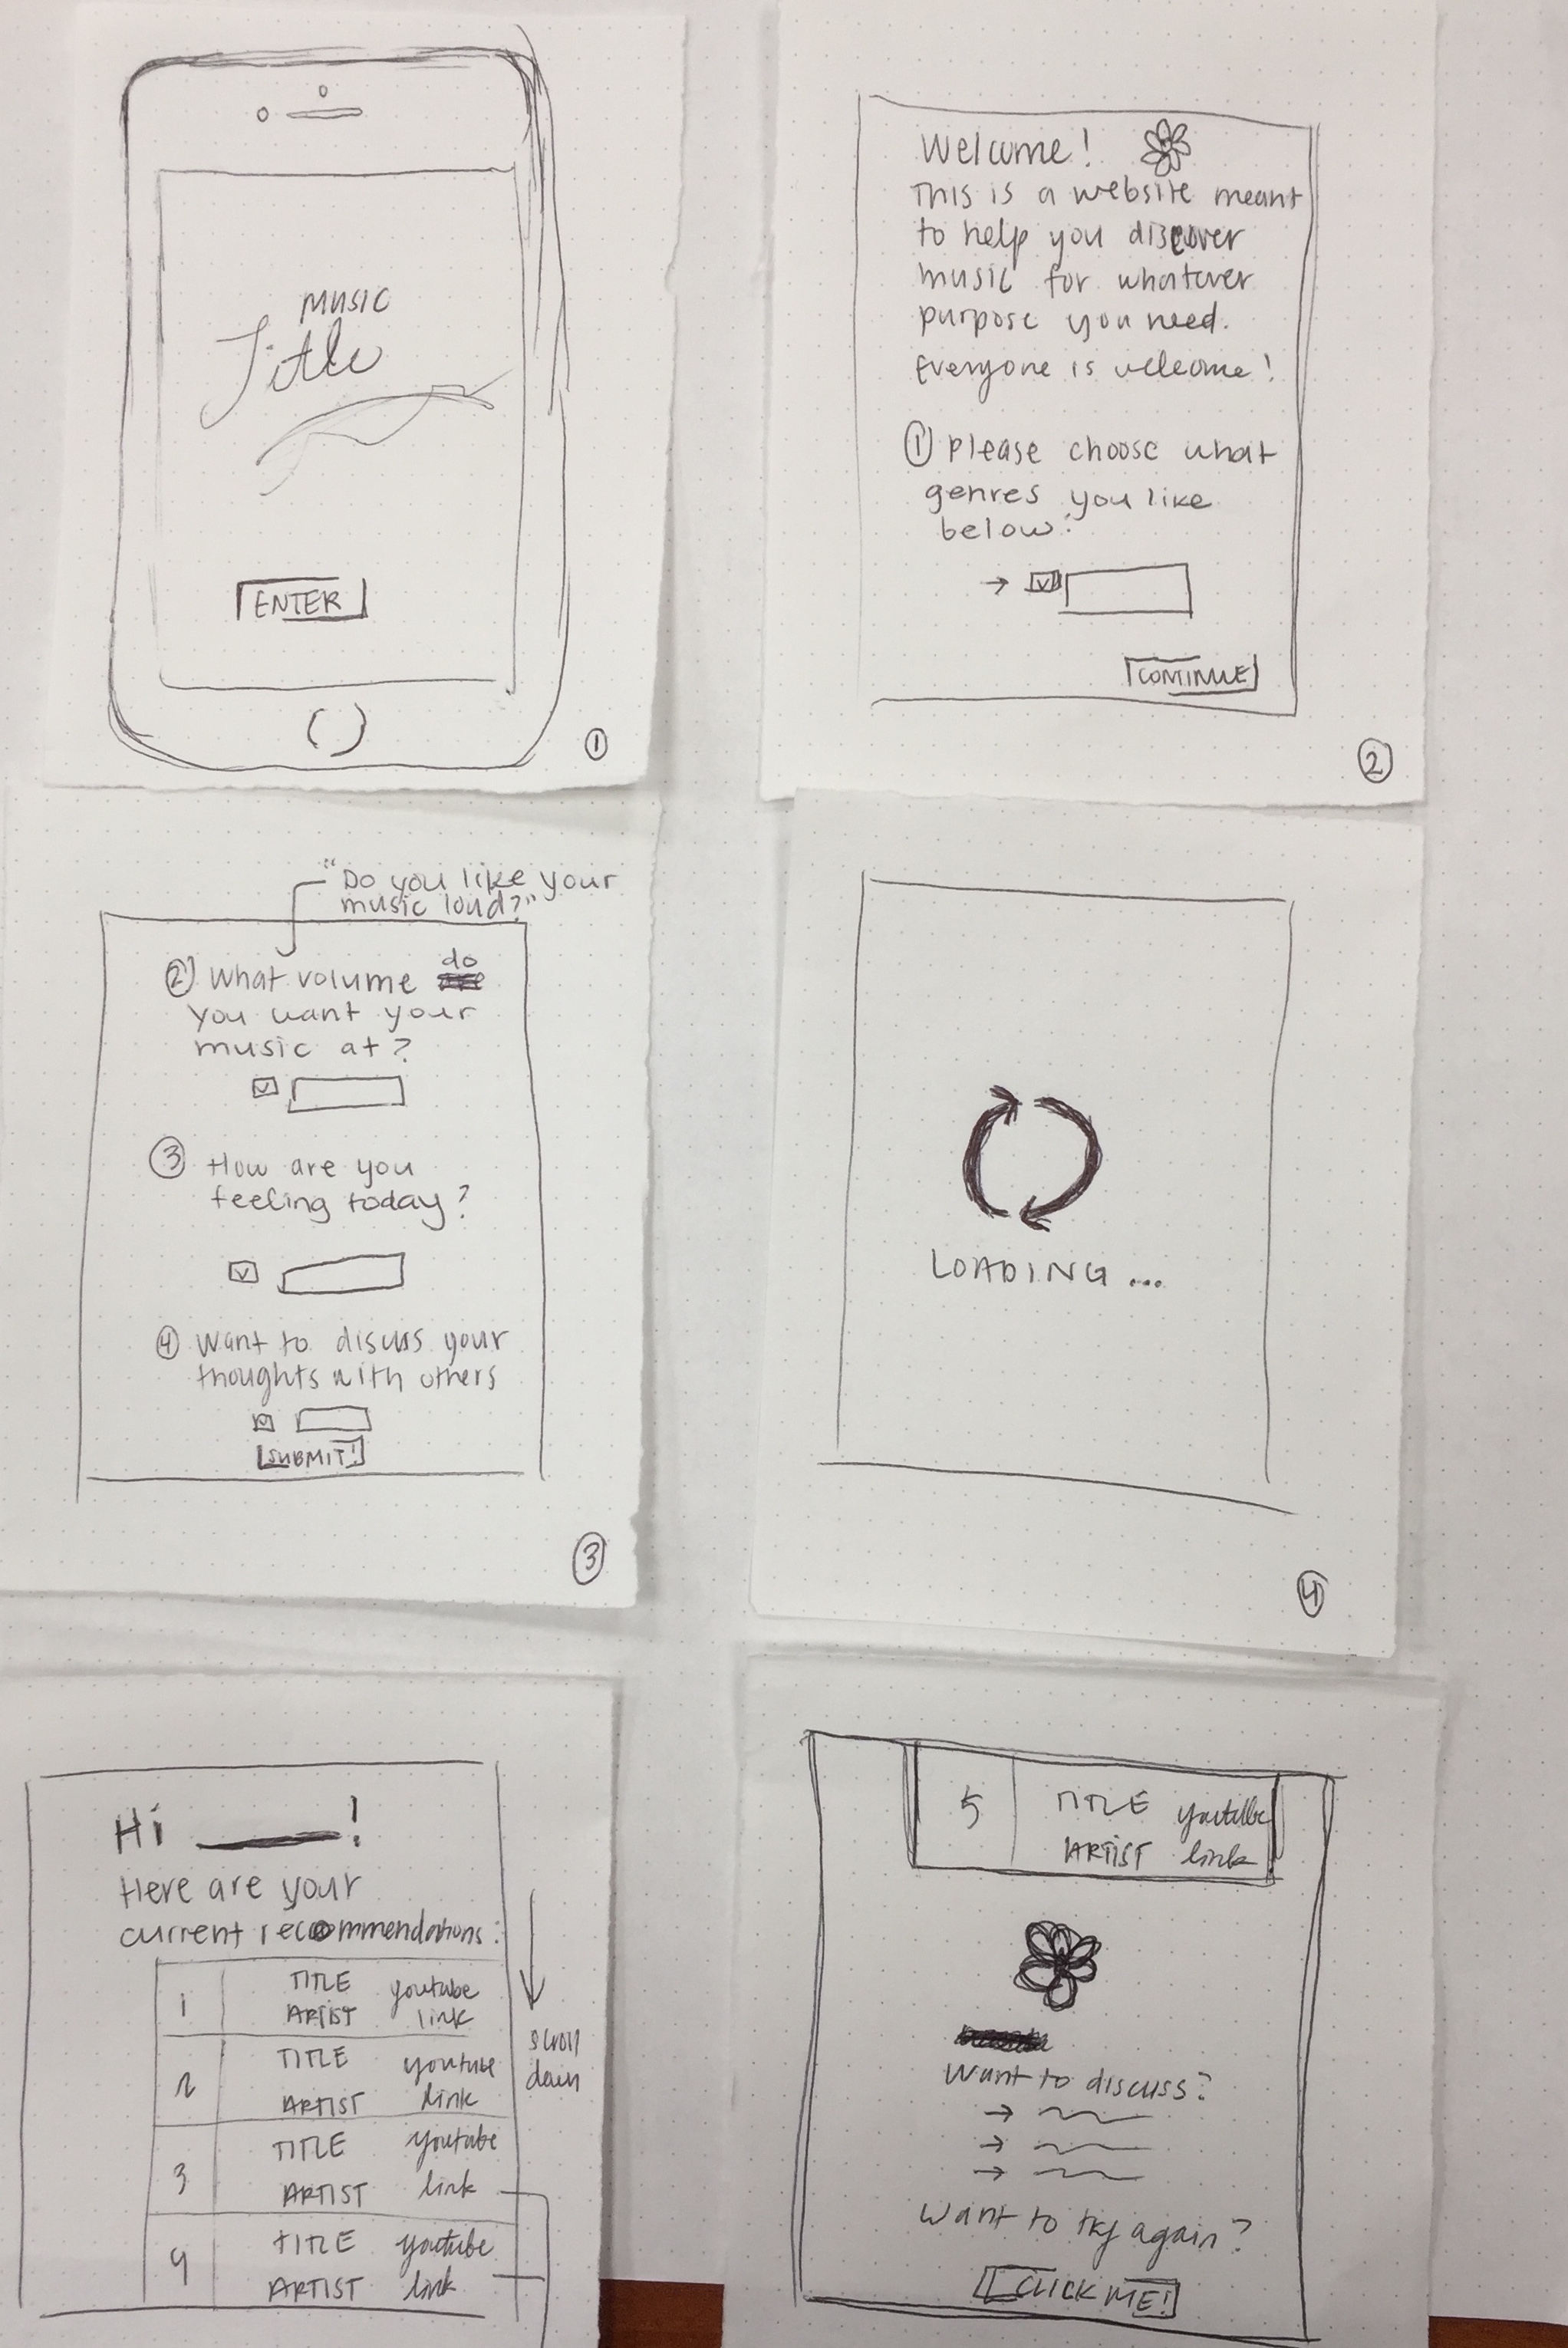 MUSIC
Title
ENTER
1
Welcome!
This is a website meant
to help you discover
music for whatever
purpose you need.
Everyone is welcome!
1 Please choose what
genres you like
below:
→
CONTINUE
2
"Do you like your
music loud?"
2 What volume do
you want your
music at?
3 How are you
feeling today?
4 Want to discuss your
thoughts with others
SUBMIT!
3
LOADING...
4
Hi ____!
Here are your
current recommendations:
1 TITLE youtube
ARTIST link
2 TITLE youtube
ARTIST link
3 TITLE youtube
ARTIST link
4 TITLE youtube
ARTIST link
scroll
down
5 TITLE youtube
ARTIST link
Want to discuss?
→
→
→
Want to try again?
CLICK ME!